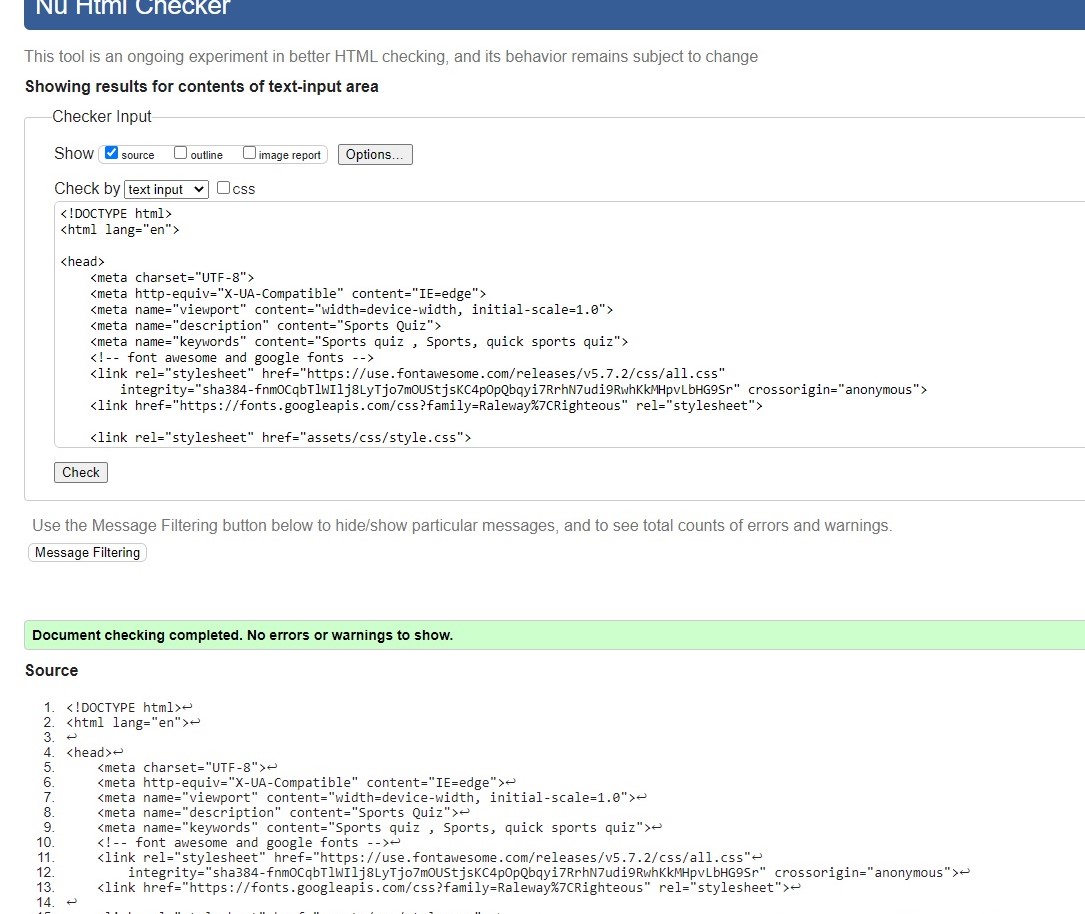 Nu Html Checker
This tool is an ongoing experiment in better HTML checking, and its behavior remains subject to change
Showing results for contents of text-input area
Checker Input
Show source outline image report Options...
Check by text input css
<!DOCTYPE html>
<html lang="en">
<head>
<meta charset="UTF-8">
<meta http-equiv="X-UA-Compatible" content="IE=edge">
<meta name="viewport" content="width=device-width, initial-scale=1.0">
<meta name="description" content="Sports Quiz">
<meta name="keywords" content="Sports quiz , Sports, quick sports quiz">
<!-- font awesome and google fonts -->
<link rel="stylesheet" href="https://use.fontawesome.com/releases/v5.7.2/css/all.css"
integrity="sha384-fnmOCqbTlWIlj8LyTjo7mOUStjsKC4pOpQbqyi7RrhN7udi9RwhKkMHpvLbHG9Sr" crossorigin="anonymous">
<link href="https://fonts.googleapis.com/css?family=Raleway%7CRighteous" rel="stylesheet">
<link rel="stylesheet" href="assets/css/style.css">
Check
Use the Message Filtering button below to hide/show particular messages, and to see total counts of errors and warnings.
Message Filtering
Document checking completed. No errors or warnings to show.
Source
1. <!DOCTYPE html>↩
2. <html lang="en">↩
3. ↩
4. <head>↩
5. <meta charset="UTF-8">↩
6. <meta http-equiv="X-UA-Compatible" content="IE=edge">↩
7. <meta name="viewport" content="width=device-width, initial-scale=1.0">↩
8. <meta name="description" content="Sports Quiz">↩
9. <meta name="keywords" content="Sports quiz , Sports, quick sports quiz">↩
10. <!-- font awesome and google fonts -->↩
11. <link rel="stylesheet" href="https://use.fontawesome.com/releases/v5.7.2/css/all.css"↩
12. integrity="sha384-fnmOCqbTlWIlj8LyTjo7mOUStjsKC4pOpQbqyi7RrhN7udi9RwhKkMHpvLbHG9Sr" crossorigin="anonymous">↩
13. <link href="https://fonts.googleapis.com/css?family=Raleway%7CRighteous" rel="stylesheet">↩
14. ↩